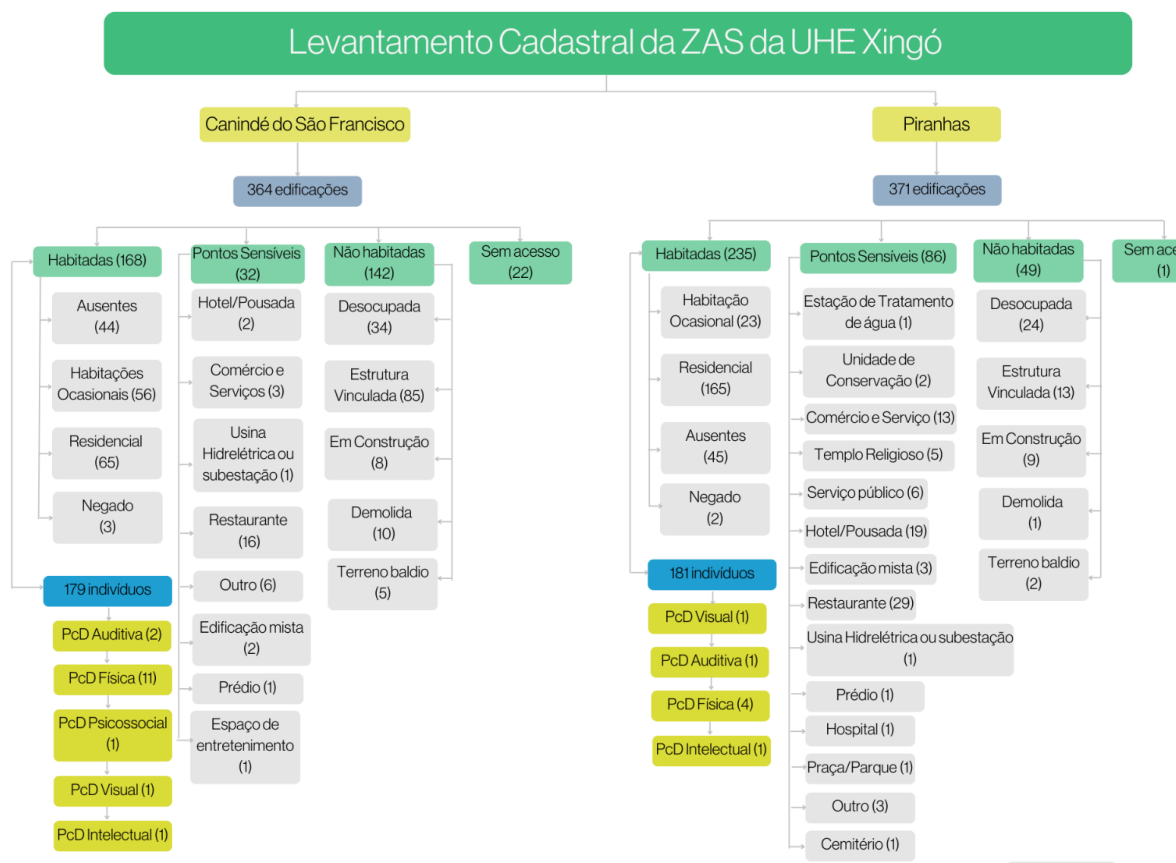 Levantamento Cadastral da ZAS da UHE Xingó
Canindé do São Francisco
364 edificações
Habitadas (168)
Ausentes
(44)
Habitações
Ocasionais (56)
Residencial
(65)
Negado
(3)
179 indivíduos
PcD Auditiva (2)
PcD Física (11)
PcD Psicossocial
(1)
PcD Visual (1)
PcD Intelectual (1)
Pontos Sensíveis
(32)
Hotel/Pousada
(2)
Comércio e
Serviços (3)
Usina
Hidrelétrica ou
subestação (1)
Restaurante
(16)
Outro (6)
Edificação mista
(2)
Prédio (1)
Espaço de
entretenimento
(1)
Não habitadas
(142)
Desocupada
(34)
Estrutura
Vinculada (85)
Em Construção
(8)
Demolida
(10)
Terreno baldio
(5)
Sem acesso
(22)
Piranhas
371 edificações
Habitadas (235)
Habitação
Ocasional (23)
Residencial
(165)
Ausentes
(45)
Negado
(2)
181 indivíduos
PcD Visual (1)
PcD Auditiva (1)
PcD Física (4)
PcD Intelectual (1)
Pontos Sensíveis (86)
Estação de Tratamento
de água (1)
Unidade de
Conservação (2)
Comércio e Serviço (13)
Templo Religioso (5)
Serviço público (6)
Hotel/Pousada (19)
Edificação mista (3)
Restaurante (29)
Usina Hidrelétrica ou subestação
(1)
Prédio (1)
Hospital (1)
Praça/Parque (1)
Outro (3)
Cemitério (1)
Não habitadas
(49)
Desocupada
(24)
Estrutura
Vinculada (13)
Em Construção
(9)
Demolida
(1)
Terreno baldio
(2)
Sem ace
(1)